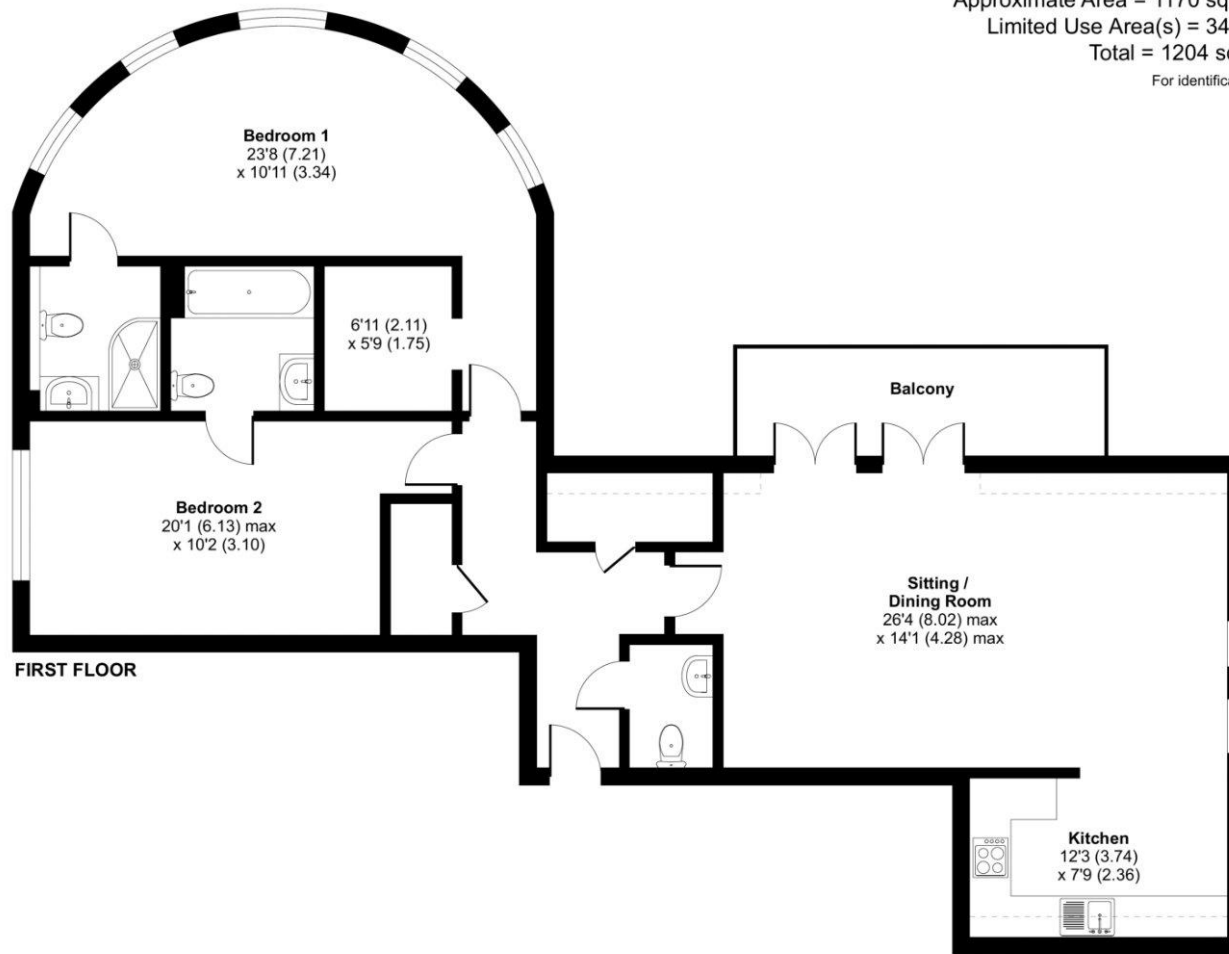 Approximate Area = 1170 sq
Limited Use Area(s) = 34
Total = 1204
For
Bedroom 1
23'8 (7.21)
x 10'11 (3.34)
6'11 (2.11)
x 5'9 (1.75)
Balcony
Bedroom 2
20'1 (6.13) max
x 10'2 (3.10)
Sitting /
Dining Room
26'4 (8.02) max
x 14'1 (4.28) max
FIRST FLOOR
Kitchen
12'3 (3.74)
x 7'9 (2.36)